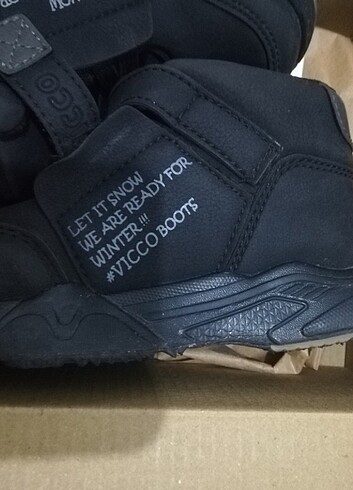 LET IT SNOW
WE ARE READY FOR
WINTER!!!
#VICCO BOOTS